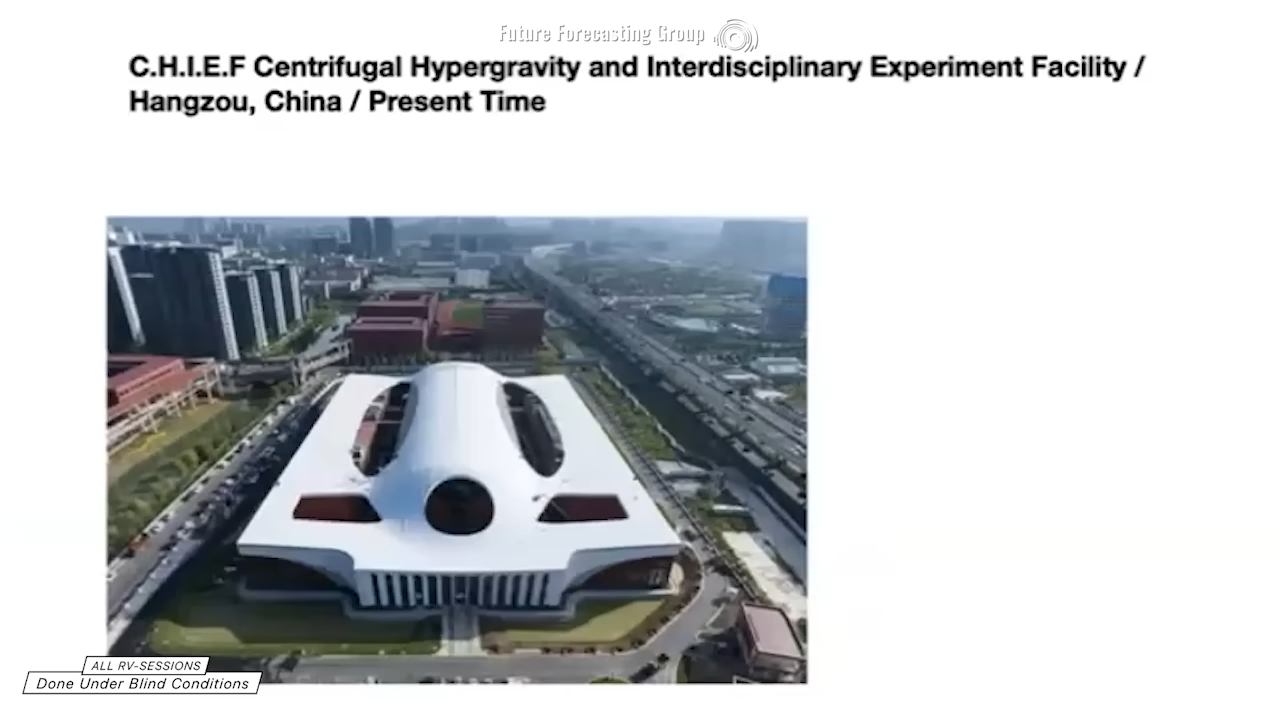 Future Forecasting Group
C.H.I.E.F Centrifugal Hypergravity and Interdisciplinary Experiment Facility /
Hangzou, China / Present Time
ALL RV-SESSIONS
Done Under Blind Conditions